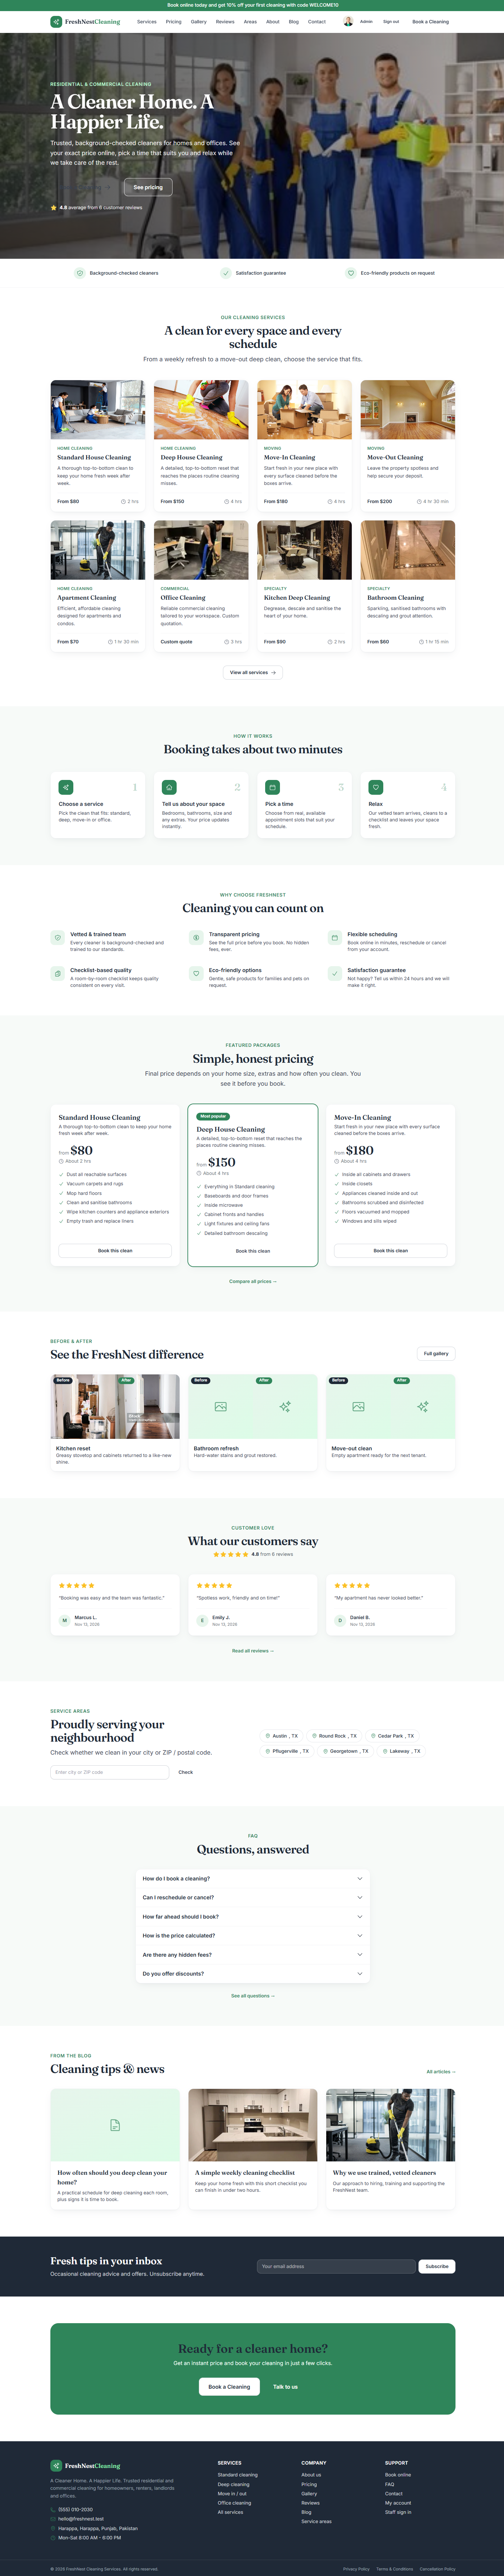 Book online today and get 10% off your first cleaning with code WELCOME10
FreshNestCleaning
Services Pricing Gallery Reviews Areas About Blog Contact
Admin Sign out Book a Cleaning
RESIDENTIAL & COMMERCIAL CLEANING
A Cleaner Home. A
Happier Life.
Trusted, background-checked cleaners for homes and offices. See
your exact price online, pick a time that suits you and relax while
we take care of the rest.
See pricing
4.8 average from 6 customer reviews
Background-checked cleaners
Satisfaction guarantee
Eco-friendly products on request
OUR CLEANING SERVICES
A clean for every space and every
schedule
From a weekly refresh to a move-out deep clean, choose the service that fits.
HOME CLEANING
Standard House Cleaning
A thorough top-to-bottom clean to
keep your home fresh week after
week.
From $80 2 hrs
HOME CLEANING
Deep House Cleaning
A detailed, top-to-bottom reset that
reaches the places routine cleaning
misses.
From $150 4 hrs
MOVING
Move-In Cleaning
Start fresh in your new place with
every surface cleaned before the
boxes arrive.
From $180 4 hrs
MOVING
Move-Out Cleaning
Leave the property spotless and
help secure your deposit.
From $200 4 hr 30 min
HOME CLEANING
Apartment Cleaning
Efficient, affordable cleaning
designed for apartments and
condos.
From $70 1 hr 30 min
COMMERCIAL
Office Cleaning
Reliable commercial cleaning
tailored to your workspace. Custom
quotation.
Custom quote 3 hrs
SPECIALTY
Kitchen Deep Cleaning
Degrease, descale and sanitise the
heart of your home.
From $90 2 hrs
SPECIALTY
Bathroom Cleaning
Sparkling, sanitised bathrooms with
descaling and grout attention.
From $60 1 hr 15 min
View all services →
HOW IT WORKS
Booking takes about two minutes
1
Choose a service
Pick the clean that fits: standard,
deep, move-in or office.
2
Tell us about your space
Bedrooms, bathrooms, size and
any extras. Your price updates
instantly.
3
Pick a time
Choose from real, available
appointment slots that suit your
schedule.
4
Relax
Our vetted team arrives, cleans to a
checklist and leaves your space
fresh.
WHY CHOOSE FRESHNEST
Cleaning you can count on
Vetted & trained team
Every cleaner is background-checked and
trained to our standards.
Transparent pricing
See the full price before you book. No hidden
fees, ever.
Flexible scheduling
Book online in minutes, reschedule or cancel
from your account.
Checklist-based quality
A room-by-room checklist keeps quality
consistent on every visit.
Eco-friendly options
Gentle, safe products for families and pets on
request.
Satisfaction guarantee
Not happy? Tell us within 24 hours and we will
make it right.
FEATURED PACKAGES
Simple, honest pricing
Final price depends on your home size, extras and how often you clean. You
see it before you book.
Standard House Cleaning
A thorough top-to-bottom clean to keep your home
fresh week after week.
from $80
About 2 hrs
Dust all reachable surfaces
Vacuum carpets and rugs
Mop hard floors
Clean and sanitise bathrooms
Wipe kitchen counters and appliance exteriors
Empty trash and replace liners
Book this clean
Most popular
Deep House Cleaning
A detailed, top-to-bottom reset that reaches the
places routine cleaning misses.
from $150
About 4 hrs
Everything in Standard cleaning
Baseboards and door frames
Inside microwave
Cabinet fronts and handles
Light fixtures and ceiling fans
Detailed bathroom descaling
Book this clean
Move-In Cleaning
Start fresh in your new place with every surface
cleaned before the boxes arrive.
from $180
About 4 hrs
Inside all cabinets and drawers
Inside closets
Appliances cleaned inside and out
Bathrooms scrubbed and disinfected
Floors vacuumed and mopped
Windows and sills wiped
Book this clean
Compare all prices →
BEFORE & AFTER
See the FreshNest difference
Full gallery
Before After
Kitchen reset
Greasy stovetop and cabinets returned to a like-new
shine.
Before After
Bathroom refresh
Hard-water stains and grout restored.
Before After
Move-out clean
Empty apartment ready for the next tenant.
CUSTOMER LOVE
What our customers say
4.8 from 6 reviews
"Booking was easy and the team was fantastic."
M
Marcus L.
Nov 13, 2026
"Spotless work, friendly and on time!"
E
Emily J.
Nov 13, 2026
"My apartment has never looked better."
D
Daniel B.
Nov 13, 2026
Read all reviews →
SERVICE AREAS
Proudly serving your
neighbourhood
Check whether we clean in your city or ZIP / postal code.
Enter city or ZIP code
Check
Austin , TX
Round Rock , TX
Cedar Park , TX
Pflugerville , TX
Georgetown , TX
Lakeway , TX
FAQ
Questions, answered
How do I book a cleaning?
Can I reschedule or cancel?
How far ahead should I book?
How is the price calculated?
Are there any hidden fees?
Do you offer discounts?
See all questions →
FROM THE BLOG
Cleaning tips & news
All articles →
How often should you deep clean your
home?
A practical schedule for deep cleaning each room,
plus signs it is time to book.
A simple weekly cleaning checklist
Keep your home fresh with this short checklist you
can finish in under two hours.
Why we use trained, vetted cleaners
Our approach to hiring, training and supporting the
FreshNest team.
Fresh tips in your inbox
Occasional cleaning advice and offers. Unsubscribe anytime.
Your email address
Subscribe
Ready for a cleaner home?
Get an instant price and book your cleaning in just a few clicks.
Book a Cleaning
Talk to us
FreshNestCleaning
A Cleaner Home. A Happier Life. Trusted residential and
commercial cleaning for homeowners, renters, landlords
and offices.
(555) 010-2030
hello@freshnest.test
Harappa, Harappa, Punjab, Pakistan
Mon-Sat 8:00 AM - 6:00 PM
SERVICES
Standard cleaning
Deep cleaning
Move in / out
Office cleaning
All services
COMPANY
About us
Pricing
Gallery
Reviews
Blog
Service areas
SUPPORT
Book online
FAQ
Contact
My account
Staff sign in
© 2026 FreshNest Cleaning Services. All rights reserved.
Privacy Policy Terms & Conditions Cancellation Policy